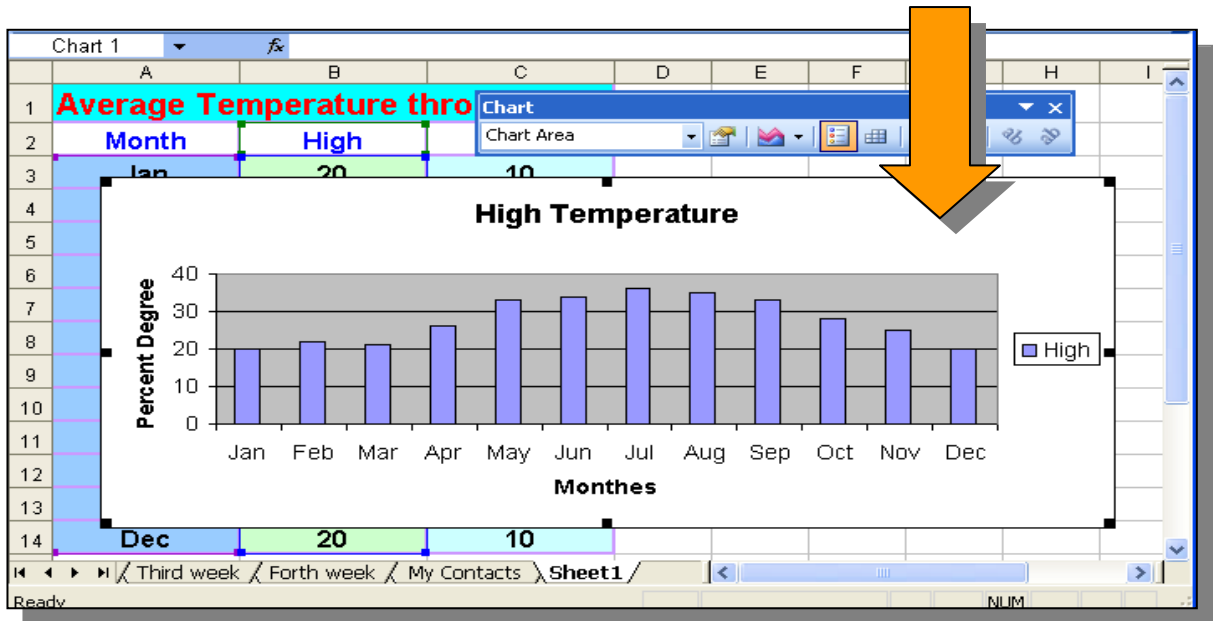 Chart 1 fx
A B C D E F H I
1 Average Temperature thro
Chart
Chart Area
2 Month High
3 Jan 20 10
4
5
6
7
8
9
10
11
12
13
High Temperature
Percent Degree
40
30
20
10
0
Jan Feb Mar Apr May Jun Jul Aug Sep Oct Nov Dec
Monthes
High
14 Dec 20 10
Third week Forth week My Contacts Sheet1
Ready NUM